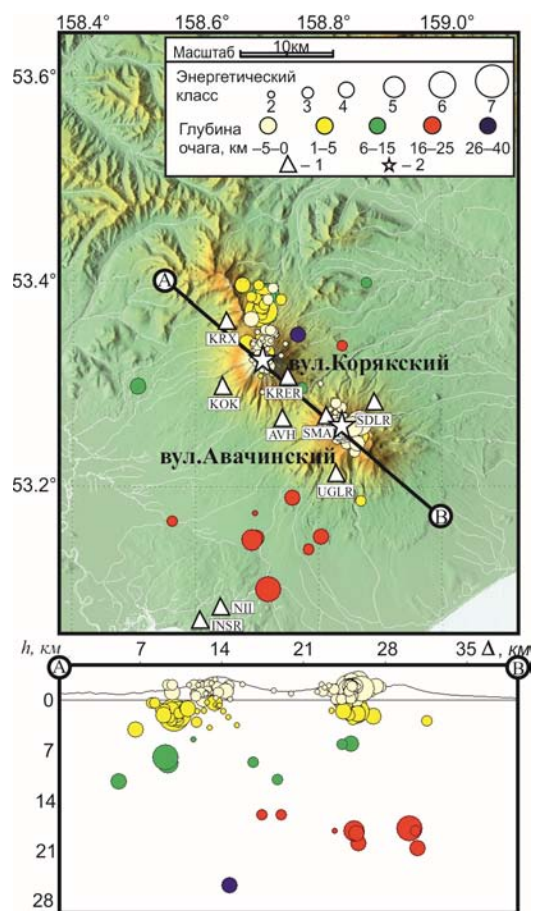 158.4° 158.6° 158.8° 159.0°
Масштаб 10км
Энергетический
класс
2 3 4 5 6 7
Глубина
очага, км –5–0 1–5 6–15 16–25 26–40
– 1 – 2
53.6°
53.4°
A
KRX
вул.Корякский
KRER
KOK
SDLR
AVH
SMA
вул.Авачинский
UGLR
53.2°
B
NII
INSR
h, км 7 14 21 28 35 Δ, км
A B
0
7
14
21
28